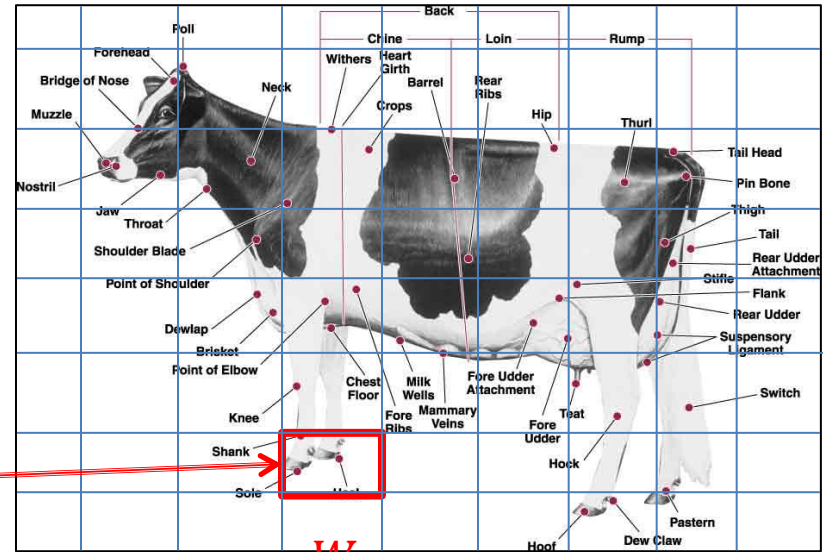 Back
Chine
Loin
Rump
Poll
Forehead
Withers
Heart
Girth
Bridge of Nose
Neck
Barrel
Rear
Ribs
Muzzle
Crops
Hip
Thurl
Tail Head
Nostril
Pin Bone
Jaw
Throat
Thigh
Tail
Shoulder Blade
Rear Udder
Attachment
Point of Shoulder
Stifle
Flank
Dewlap
Rear Udder
Brisket
Suspensory
Ligament
Point of Elbow
Chest
Floor
Milk
Wells
Fore Udder
Attachment
Switch
Knee
Fore
Ribs
Mammary
Veins
Teat
Fore
Udder
Shank
Hock
Sole
Heel
Pastern
Hoof
Dew Claw
W